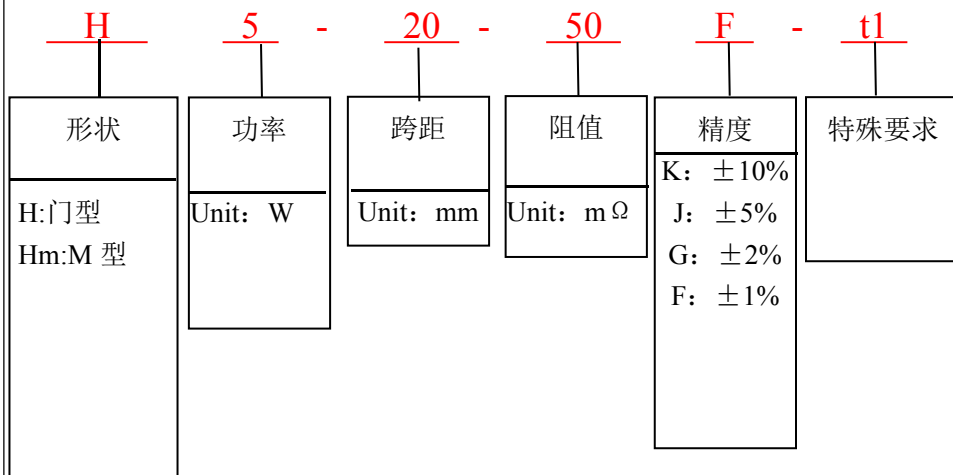 H 5 - 20 - 50 F - t1
形状 功率 跨距 阻值 精度 特殊要求
H:门型
Hm:M 型
Unit：W
Unit：mm
Unit：mΩ
K：±10%
J：±5%
G：±2%
F：±1%